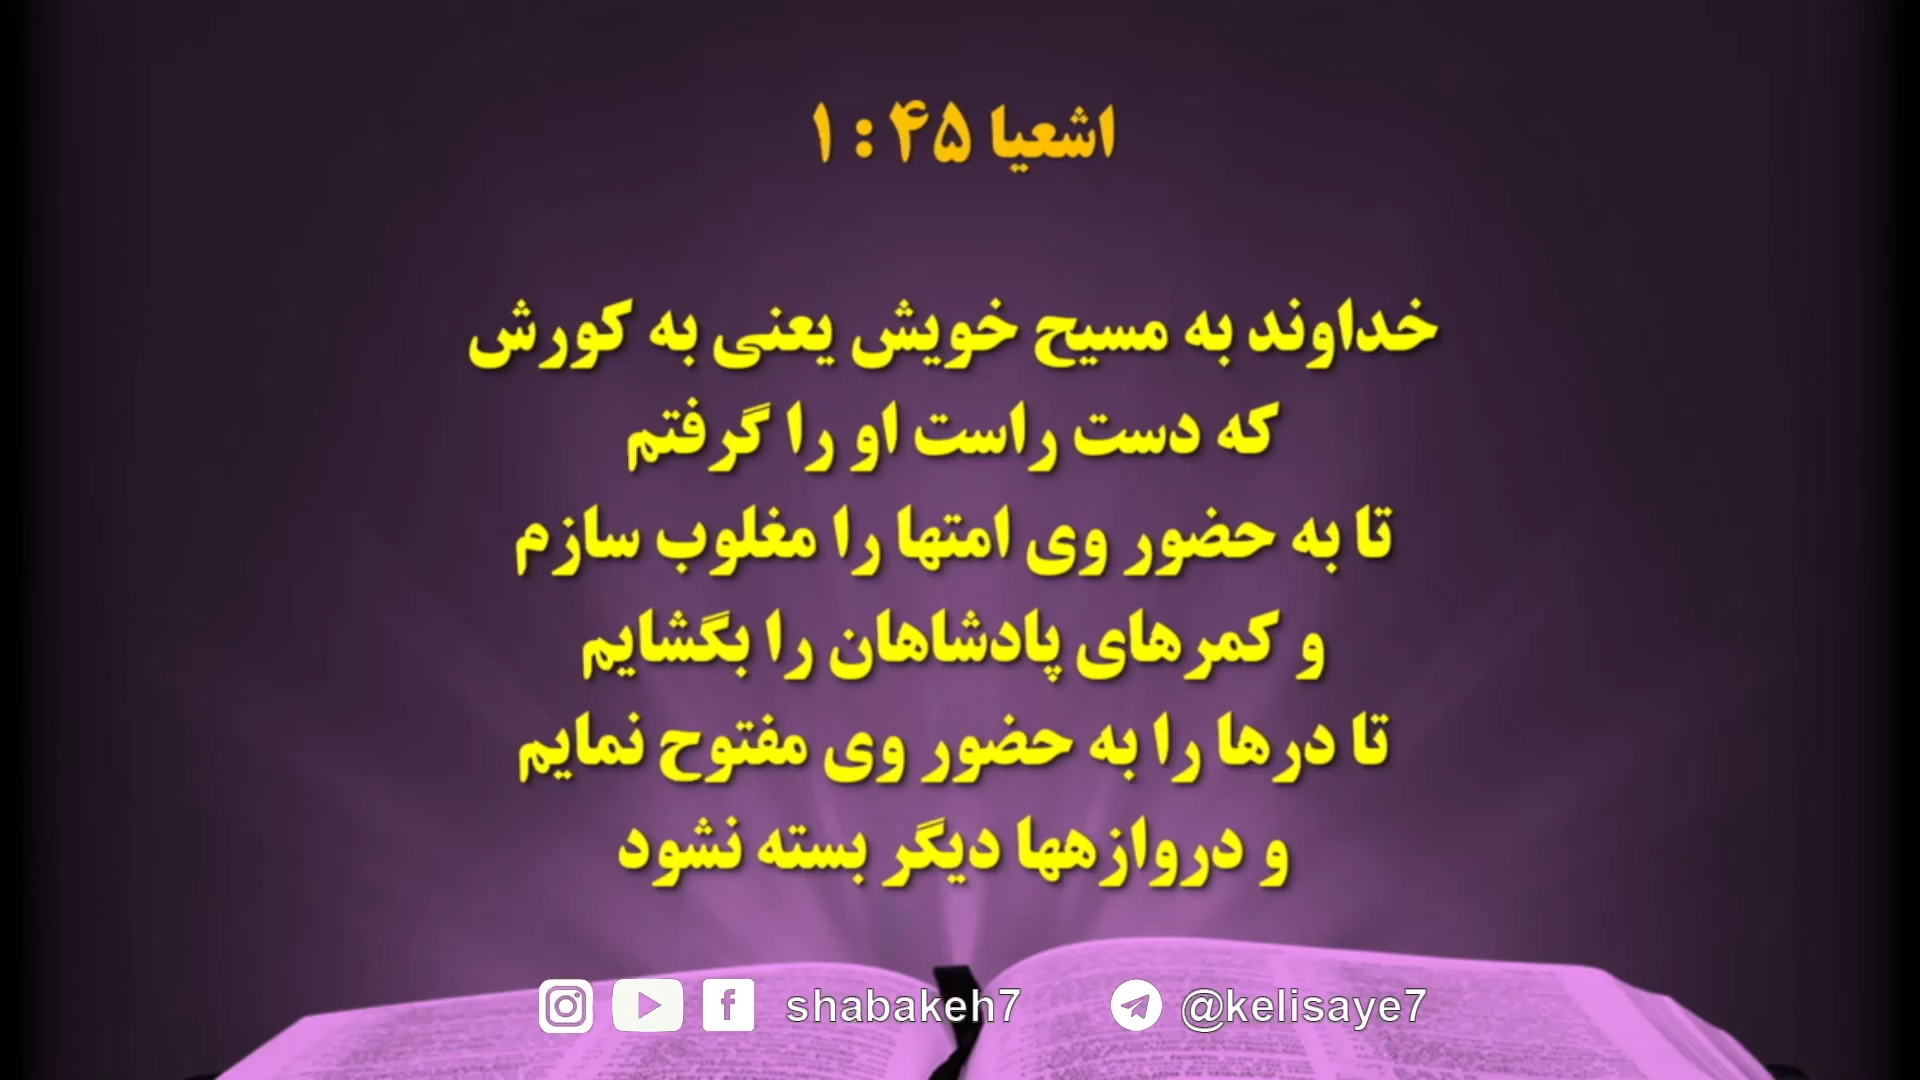 اشعیا ۴۵ : ۱
خداوند به مسیح خویش یعنی به کورش
که دست راست او را گرفتم
تا به حضور وی امتها را مغلوب سازم
و کمرهای پادشاهان را بگشایم
تا درها را به حضور وی مفتوح نمایم
و دروازهها دیگر بسته نشود
shabakeh7 @kelisaye7